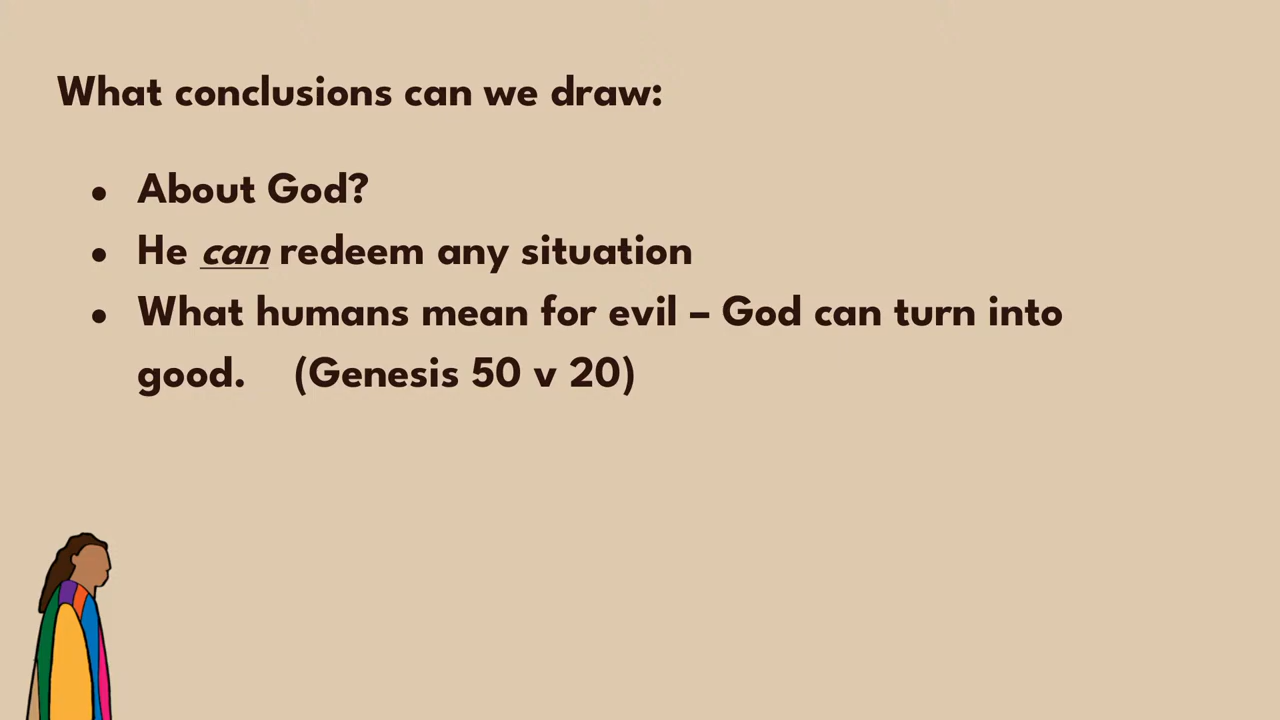 What conclusions can we draw:
• About God?
• He can redeem any situation
• What humans mean for evil – God can turn into
good. (Genesis 50 v 20)